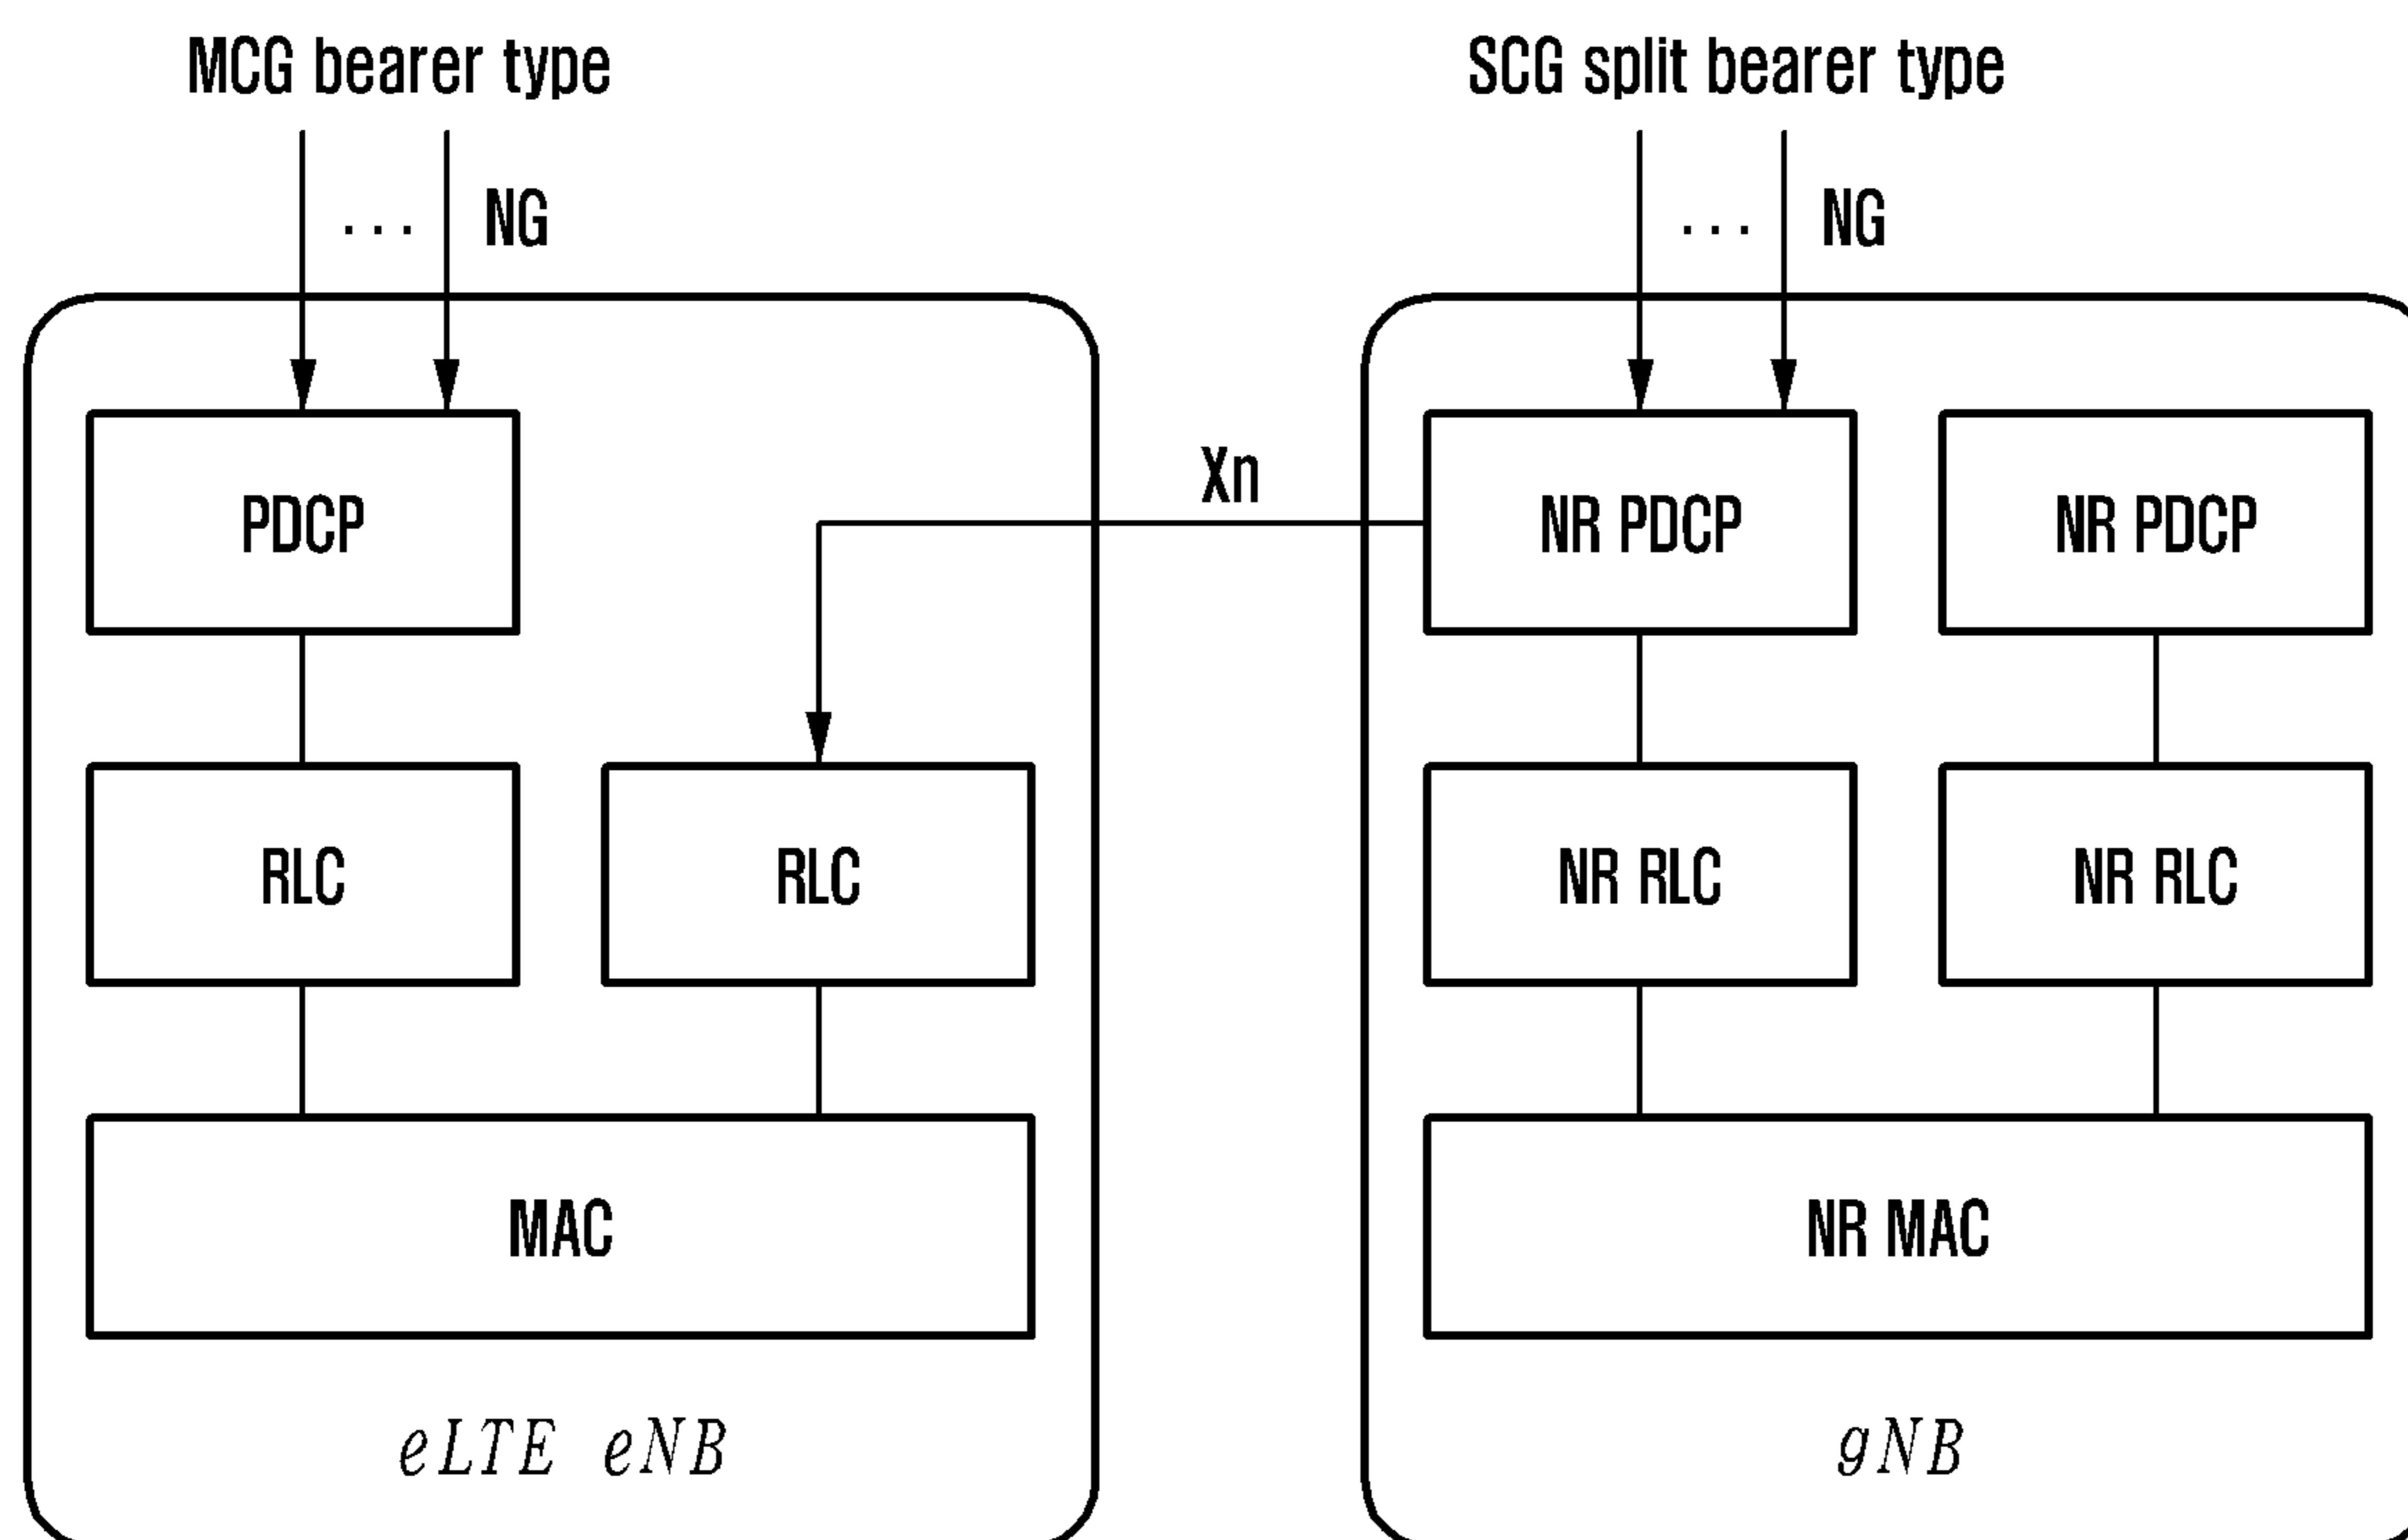 MCG bearer type
SCG split bearer type
... NG
... NG
Xn
PDCP
NR PDCP
NR PDCP
RLC
RLC
NR RLC
NR RLC
MAC
NR MAC
eLTE eNB
gNB